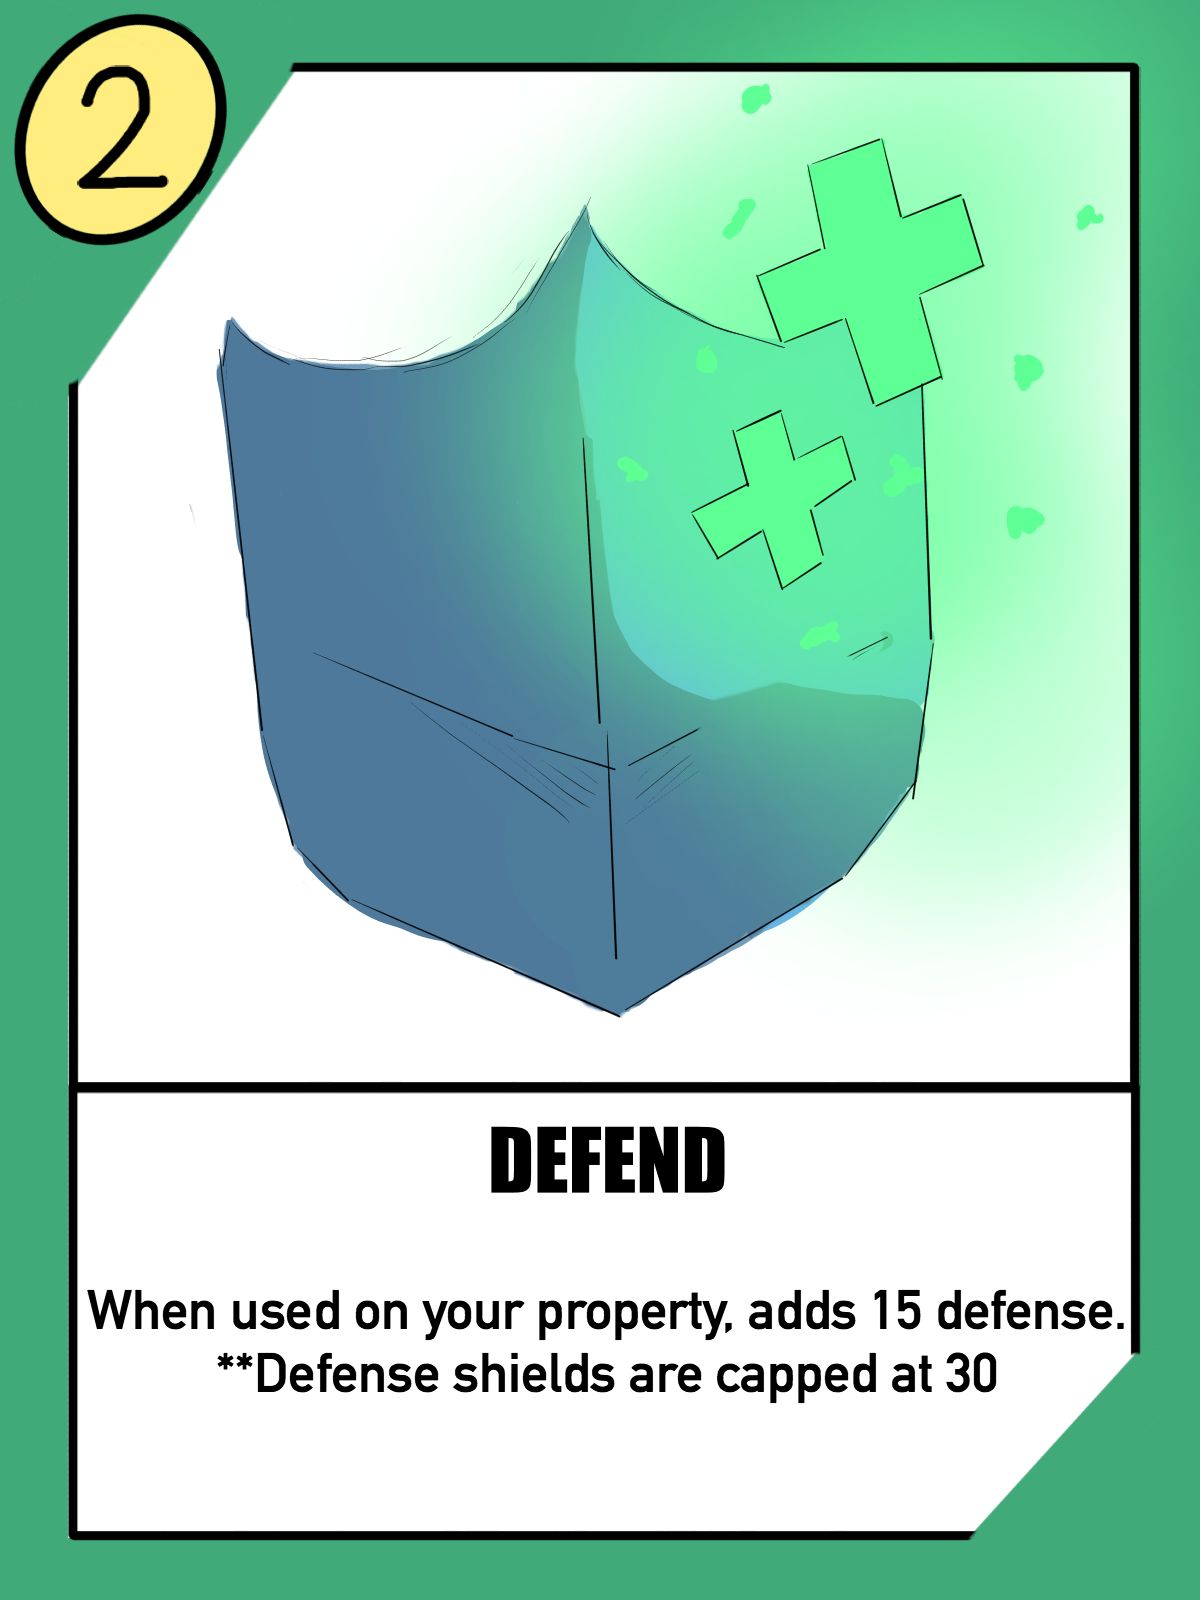 2
DEFEND
When used on your property, adds 15 defense.
**Defense shields are capped at 30